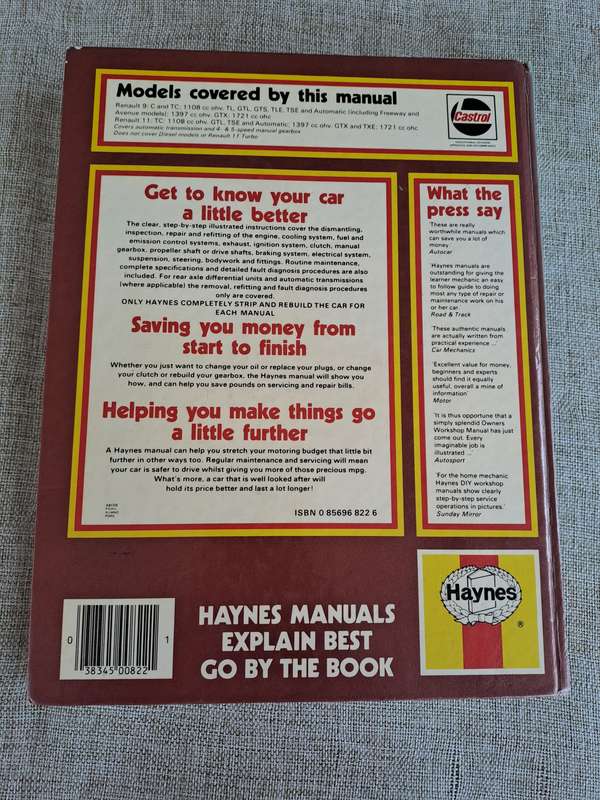 Models covered by this manual
Renault 9: C and TC; 1108 cc ohv. TL, GTL, GTS, TLE, TSE and Automatic (including Freeway and
Avenue models); 1397 cc ohv. GTX; 1721 cc ohc
Renault 11: TC; 1108 cc ohv. GTL, TSE and Automatic; 1397 cc ohv. GTX and TXE; 1721 cc ohc
Covers automatic transmission and 4- & 5-speed manual gearbox
Does not cover Diesel models or Renault 11 Turbo
Castrol
Get to know your car
a little better
The clear, step-by-step illustrated instructions cover the dismantling,
inspection, repair and refitting of the engine, cooling system, fuel and
emission control systems, exhaust, ignition system, clutch, manual
gearbox, propeller shaft or drive shafts, braking system, electrical system,
suspension, steering, bodywork and fittings. Routine maintenance,
complete specifications and detailed fault diagnosis procedures are also
included. For rear axle differential units and automatic transmissions
(where applicable) the removal, refitting and fault diagnosis procedures
only are covered.
ONLY HAYNES COMPLETELY STRIP AND REBUILD THE CAR FOR
EACH MANUAL
Saving you money from
start to finish
Whether you just want to change your oil or replace your plugs, or change
your clutch or rebuild your gearbox, the Haynes manual will show you
how, and can help you save pounds on servicing and repair bills.
Helping you make things go
a little further
A Haynes manual can help you stretch your motoring budget that little bit
further in other ways too. Regular maintenance and servicing will mean
your car is safer to drive whilst giving you more of those precious mpg.
What's more, a car that is well looked after will
hold its price better and last a lot longer!
ISBN 0 85696 822 6
What the
press say
'These are really
worthwhile manuals which
can save you a lot of
money.'
Autocar
'Haynes manuals are
outstanding for giving the
learner mechanic an easy
to follow guide to doing
most any type of repair or
maintenance work on his
or her car.'
Road & Track
'These authentic manuals
are actually written from
practical experience ...'
Car Mechanics
'Excellent value for money,
beginners and experts
should find it equally
useful, overall a mine of
information'
Motor
'It is thus opportune that a
simply splendid Owners
Workshop Manual has just
come out. Every
imaginable job is
illustrated ...'
Autosport
'For the home mechanic
Haynes DIY workshop
manuals show clearly
step-by-step service
operations in pictures.'
Sunday Mirror
0 38345 00822 1
HAYNES MANUALS
EXPLAIN BEST
GO BY THE BOOK
Haynes
®